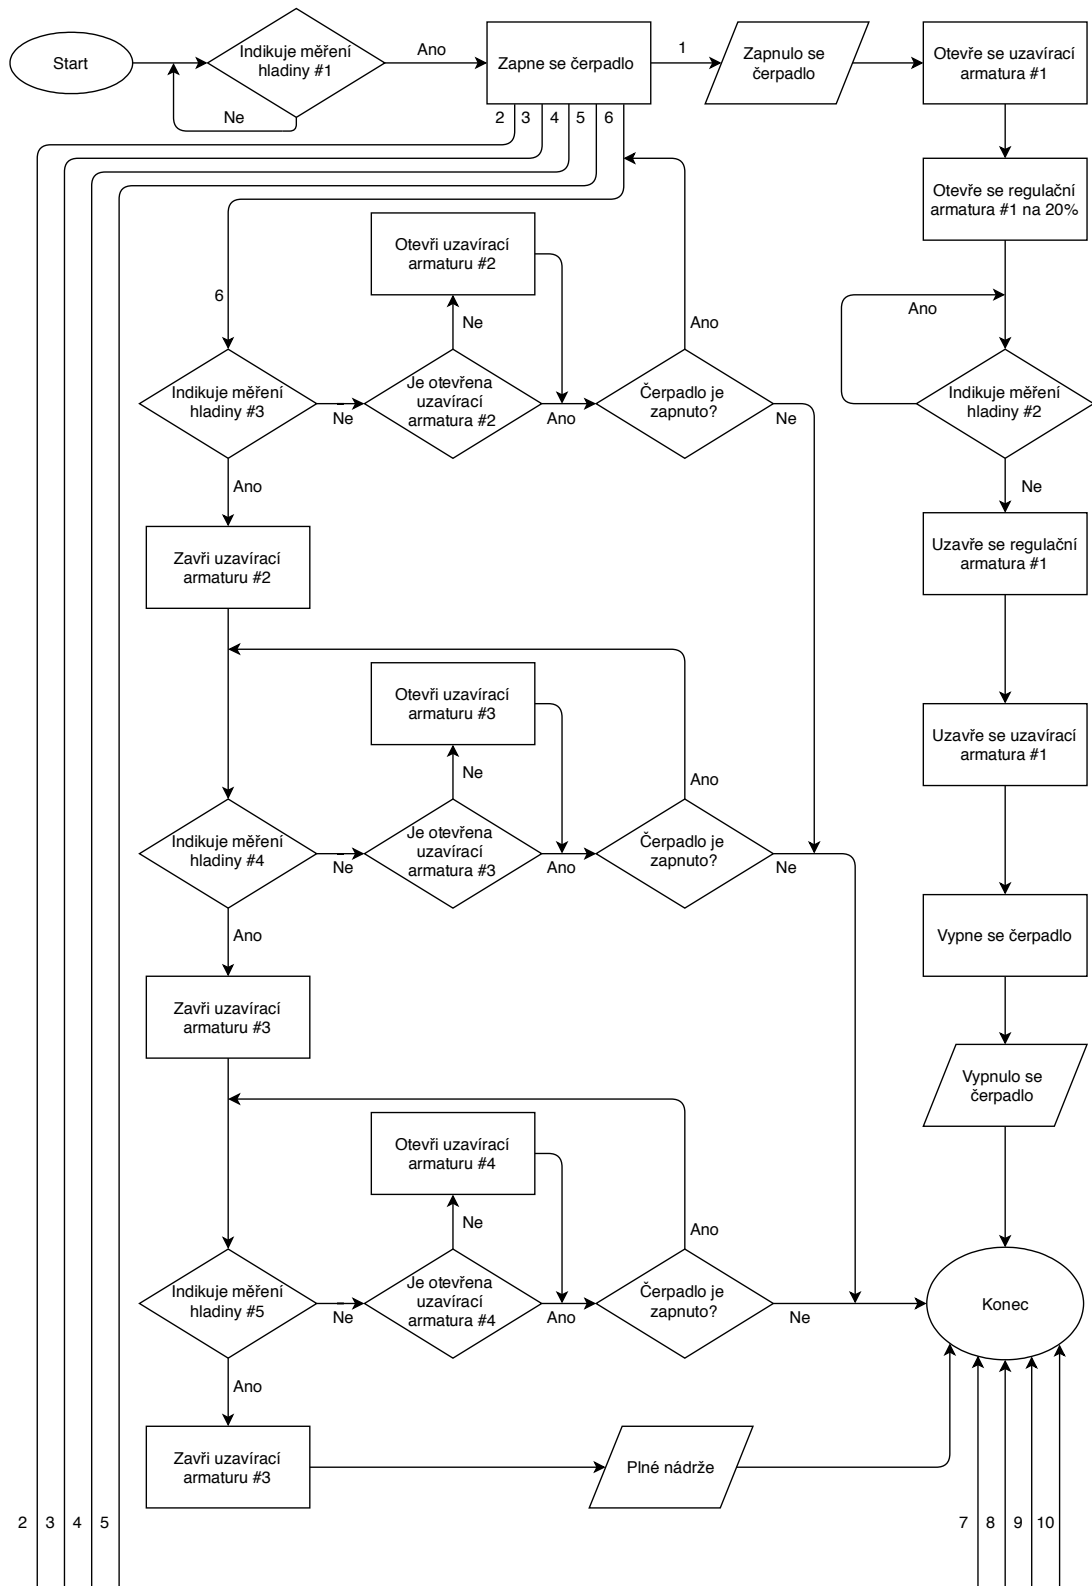 Start
Indikuje měření
hladiny #1
Ano
Ne
Zapne se čerpadlo
1
Zapnulo se
čerpadlo
Otevře se uzavírací
armatura #1
2
3
4
5
6
Otevře se regulační
armatura #1 na 20%
Otevři uzavírací
armaturu #2
6
Ne
Ano
Ano
Indikuje měření
hladiny #3
Ne
Je otevřena
uzavírací
armatura #2
Ano
Čerpadlo je
zapnuto?
Ne
Indikuje měření
hladiny #2
Ne
Ano
Zavři uzavírací
armaturu #2
Uzavře se regulační
armatura #1
Otevři uzavírací
armaturu #3
Ne
Ano
Uzavře se uzavírací
armatura #1
Indikuje měření
hladiny #4
Ne
Je otevřena
uzavírací
armatura #3
Ano
Čerpadlo je
zapnuto?
Ne
Ano
Vypne se čerpadlo
Zavři uzavírací
armaturu #3
Vypnulo se
čerpadlo
Otevři uzavírací
armaturu #4
Ne
Ano
Indikuje měření
hladiny #5
Ne
Je otevřena
uzavírací
armatura #4
Ano
Čerpadlo je
zapnuto?
Ne
Konec
Ano
Zavři uzavírací
armaturu #3
Plné nádrže
2
3
4
5
7
8
9
10